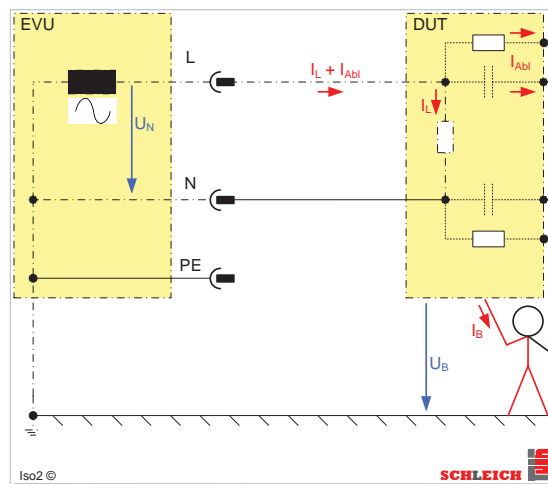 EVU
DUT
L
I_L + I_Abl
I_Abl
I_L
U_N
N
PE
I_B
U_B
Iso2 ©
SCHLEICH